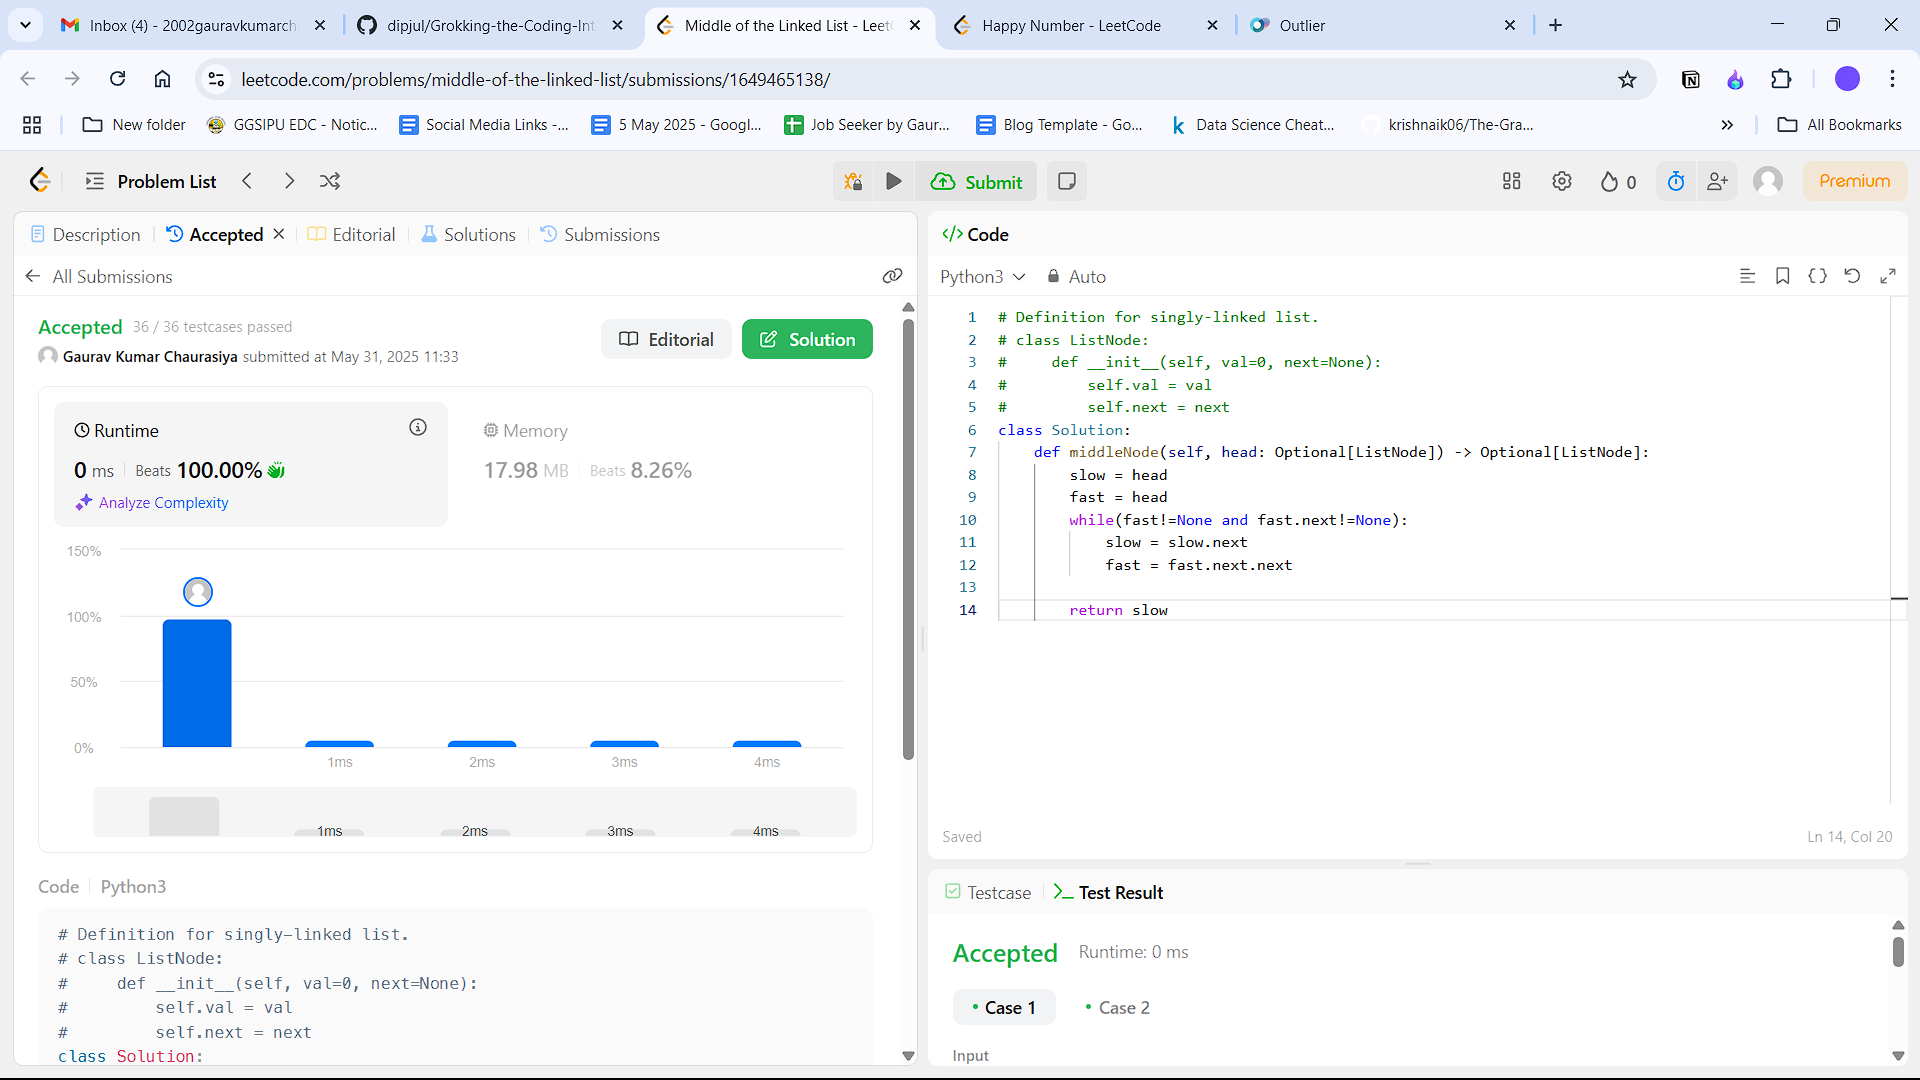 Inbox (4) - 2002gauravkumarch
dipjul/Grokking-the-Coding-Int
Middle of the Linked List - Leet
Happy Number - LeetCode
Outlier
leetcode.com/problems/middle-of-the-linked-list/submissions/1649465138/
New folder
GGSIPU EDC - Notic...
Social Media Links -...
5 May 2025 - Googl...
Job Seeker by Gaur...
Blog Template - Go...
Data Science Cheat...
krishnaik06/The-Gra...
All Bookmarks
Problem List
Submit
0
Premium
Description
Accepted
Editorial
Solutions
Submissions
All Submissions
Accepted 36 / 36 testcases passed
Gaurav Kumar Chaurasiya submitted at May 31, 2025 11:33
Editorial
Solution
Runtime
0 ms Beats 100.00%
Analyze Complexity
Memory
17.98 MB Beats 8.26%
150%
100%
50%
0%
1ms 2ms 3ms 4ms
1ms 2ms 3ms 4ms
Code Python3
# Definition for singly-linked list.
# class ListNode:
#     def __init__(self, val=0, next=None):
#         self.val = val
#         self.next = next
class Solution:
Code
Python3 Auto
1 # Definition for singly-linked list.
2 # class ListNode:
3 #     def __init__(self, val=0, next=None):
4 #         self.val = val
5 #         self.next = next
6 class Solution:
7     def middleNode(self, head: Optional[ListNode]) -> Optional[ListNode]:
8         slow = head
9         fast = head
10         while(fast!=None and fast.next!=None):
11             slow = slow.next
12             fast = fast.next.next
13
14         return slow
Saved
Ln 14, Col 20
Testcase
Test Result
Accepted Runtime: 0 ms
Case 1
Case 2
Input